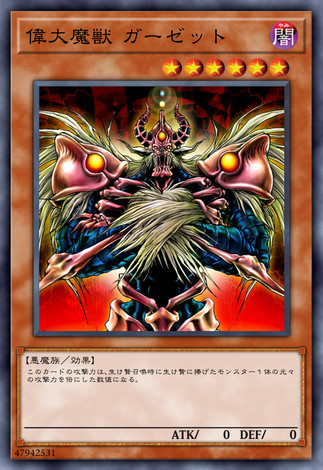 偉大魔獣 ガーゼット
闇
やみ
【悪魔族／効果】
このカードの攻撃力は、生け贄召喚時に生け贄に捧げたモンスター１体の元々
の攻撃力を倍にした数値になる。
ATK/ 0 DEF/ 0
47942531